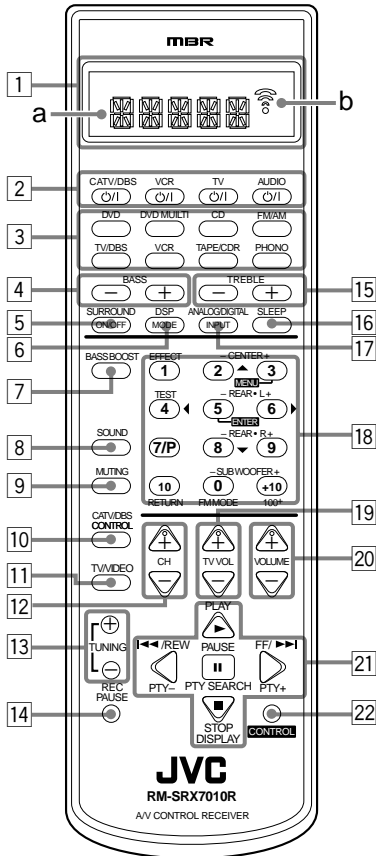 MBR
1
a
b
2
CATV/DBS VCR TV AUDIO
⏻/I ⏻/I ⏻/I ⏻/I
3
DVD DVD MUILTI CD FM/AM
TV/DBS VCR TAPE/CDR PHONO
4
BASS
– +
TREBLE
– +
15
5
SURROUND DSP ANALOG/DIGITAL SLEEP
ON/OFF MODE INPUT
16
6
17
7
BASS BOOST
EFFECT – CENTER +
1 2 3
MENU
TEST – REAR • L +
4 5 6
ENTER
– REAR • R +
7/P 8 9
– SUBWOOFER +
10 0 +10
RETURN FM MODE 100+
18
8
SOUND
9
MUTING
10
CATV/DBS
CONTROL
11
TV/VIDEO
12
+ + +
CH TV VOL VOLUME
– – –
19
20
13
+
TUNING
–
PLAY
I◄◄ /REW PAUSE FF/ ►►I
PTY– PTY SEARCH PTY+
STOP
DISPLAY
21
REC
PAUSE
14
22
CONTROL
JVC
RM-SRX7010R
A/V CONTROL RECEIVER